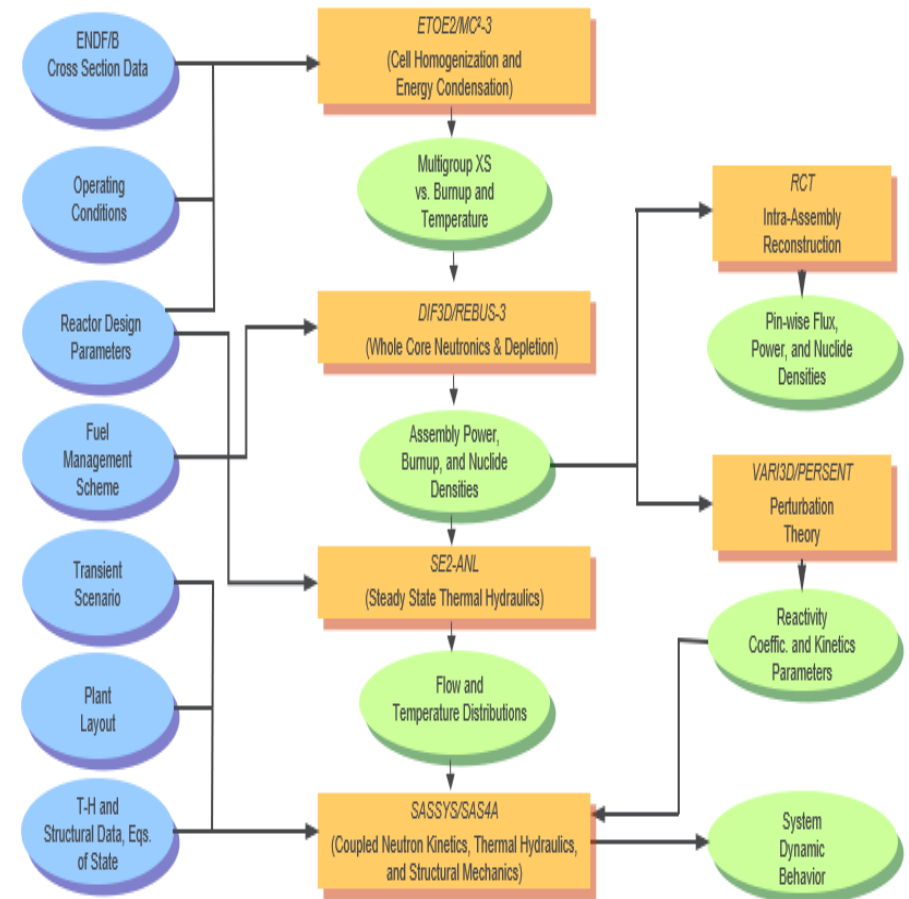 ENDF/B
Cross Section Data
Operating
Conditions
Reactor Design
Parameters
Fuel
Management
Scheme
Transient
Scenario
Plant
Layout
T-H and
Structural Data, Eqs.
of State
ETOE2/MC²-3
(Cell Homogenization and
Energy Condensation)
Multigroup XS
vs. Burnup and
Temperature
DIF3D/REBUS-3
(Whole Core Neutronics & Depletion)
Assembly Power,
Burnup, and Nuclide
Densities
SE2-ANL
(Steady State Thermal Hydraulics)
Flow and
Temperature Distributions
SASSYS/SAS4A
(Coupled Neutron Kinetics, Thermal Hydraulics,
and Structural Mechanics)
RCT
Intra-Assembly
Reconstruction
Pin-wise Flux,
Power, and Nuclide
Densities
VARI3D/PERSENT
Perturbation
Theory
Reactivity
Coeffic. and Kinetics
Parameters
System
Dynamic
Behavior